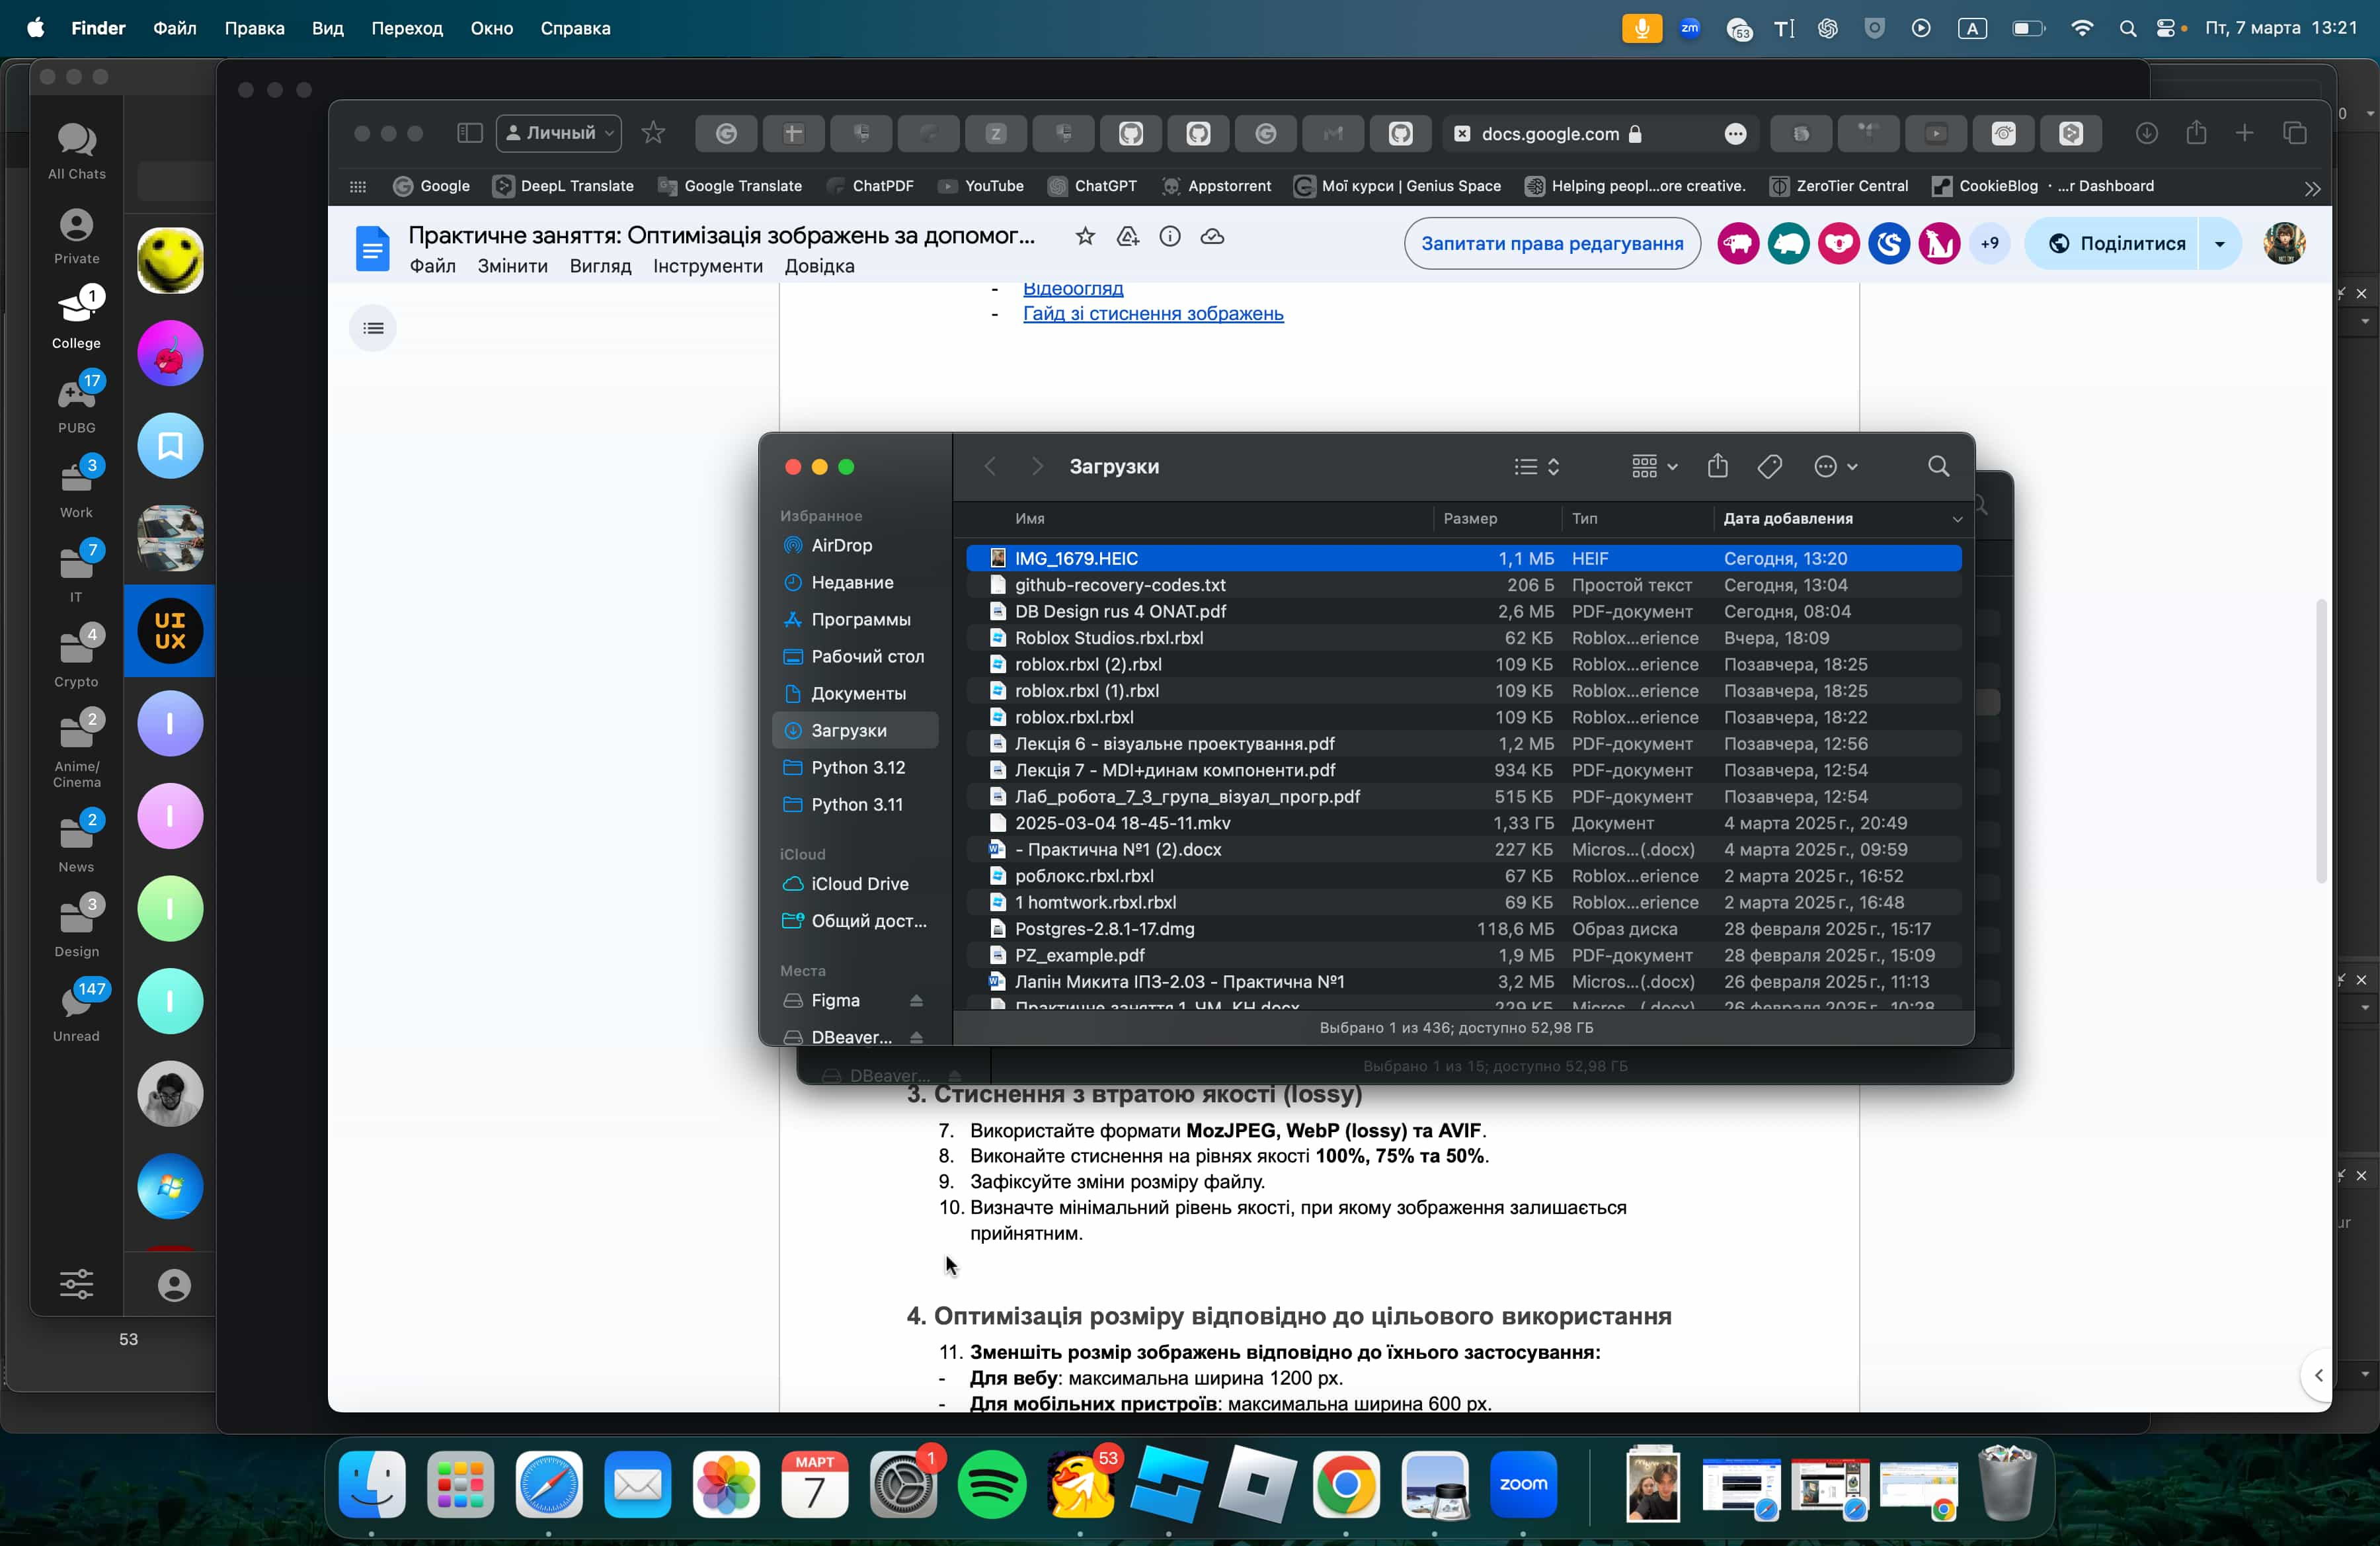 Finder Файл Правка Вид Переход Окно Справка
zm 53 A Пт, 7 марта 13:21
Личный docs.google.com
Google DeepL Translate Google Translate ChatPDF YouTube ChatGPT Appstorrent Мої курси | Genius Space Helping peopl...ore creative. ZeroTier Central CookieBlog · ...r Dashboard
Практичне заняття: Оптимізація зображень за допомог...
Файл Змінити Вигляд Інструменти Довідка
Запитати права редагування +9 Поділитися
All Chats
Private
1
College
17
PUBG
3
Work
7
IT
4
Crypto
2
Anime/
Cinema
2
News
3
Design
147
Unread
53
UI
UX
I
I
I
I
- Відеоогляд
- Гайд зі стиснення зображень
Загрузки
Избранное
AirDrop
Недавние
Программы
Рабочий стол
Документы
Загрузки
Python 3.12
Python 3.11
iCloud
iCloud Drive
Общий дост...
Места
Figma
DBeaver...
Имя Размер Тип Дата добавления
IMG_1679.HEIC 1,1 МБ HEIF Сегодня, 13:20
github-recovery-codes.txt 206 Б Простой текст Сегодня, 13:04
DB Design rus 4 ONAT.pdf 2,6 МБ PDF-документ Сегодня, 08:04
Roblox Studios.rbxl.rbxl 62 КБ Roblox...erience Вчера, 18:09
roblox.rbxl (2).rbxl 109 КБ Roblox...erience Позавчера, 18:25
roblox.rbxl (1).rbxl 109 КБ Roblox...erience Позавчера, 18:25
roblox.rbxl.rbxl 109 КБ Roblox...erience Позавчера, 18:22
Лекція 6 - візуальне проектування.pdf 1,2 МБ PDF-документ Позавчера, 12:56
Лекція 7 - MDI+динам компоненти.pdf 934 КБ PDF-документ Позавчера, 12:54
Лаб_робота_7_3_група_візуал_прогр.pdf 515 КБ PDF-документ Позавчера, 12:54
2025-03-04 18-45-11.mkv 1,33 ГБ Документ 4 марта 2025 г., 20:49
- Практична №1 (2).docx 227 КБ Micros...(.docx) 4 марта 2025 г., 09:59
роблокс.rbxl.rbxl 67 КБ Roblox...erience 2 марта 2025 г., 16:52
1 homtwork.rbxl.rbxl 69 КБ Roblox...erience 2 марта 2025 г., 16:48
Postgres-2.8.1-17.dmg 118,6 МБ Образ диска 28 февраля 2025 г., 15:17
PZ_example.pdf 1,9 МБ PDF-документ 28 февраля 2025 г., 15:09
Лапін Микита ІПЗ-2.03 - Практична №1 3,2 МБ Micros...(.docx) 26 февраля 2025 г., 11:13
Практичне заняття 1_ЧМ_КН.docx 229 КБ Micros...(.docx) 26 февраля 2025 г., 10:28
Выбрано 1 из 436; доступно 52,98 ГБ
DBeaver... Выбрано 1 из 15; доступно 52,98 ГБ
3. Стиснення з втратою якості (lossy)
7. Використайте формати MozJPEG, WebP (lossy) та AVIF.
8. Виконайте стиснення на рівнях якості 100%, 75% та 50%.
9. Зафіксуйте зміни розміру файлу.
10. Визначте мінімальний рівень якості, при якому зображення залишається
прийнятним.
4. Оптимізація розміру відповідно до цільового використання
11. Зменшіть розмір зображень відповідно до їхнього застосування:
- Для вебу: максимальна ширина 1200 px.
- Для мобільних пристроїв: максимальна ширина 600 px.
МАРТ
7
1
53
zoom